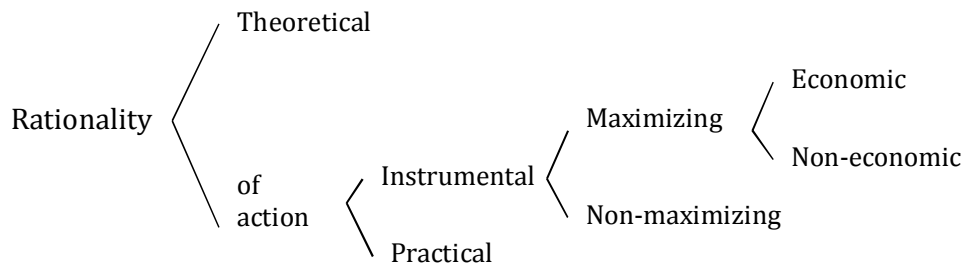 Theoretical
Economic
Rationality
Maximizing
Non-economic
of
action
Instrumental
Non-maximizing
Practical